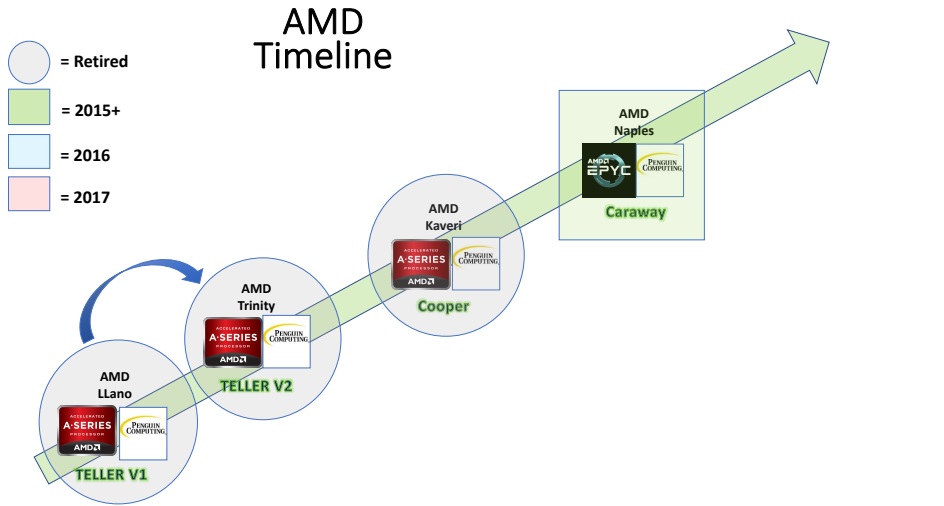 AMD
Timeline
= Retired
= 2015+
= 2016
= 2017
AMD
Naples
AMD
EPYC
PENGUIN
COMPUTING
Caraway
AMD
Kaveri
ACCELERATED
A-SERIES
PROCESSOR
AMD
PENGUIN
COMPUTING
Cooper
AMD
Trinity
ACCELERATED
A-SERIES
PROCESSOR
AMD
PENGUIN
COMPUTING
TELLER V2
AMD
LLano
ACCELERATED
A-SERIES
PROCESSOR
AMD
PENGUIN
COMPUTING
TELLER V1